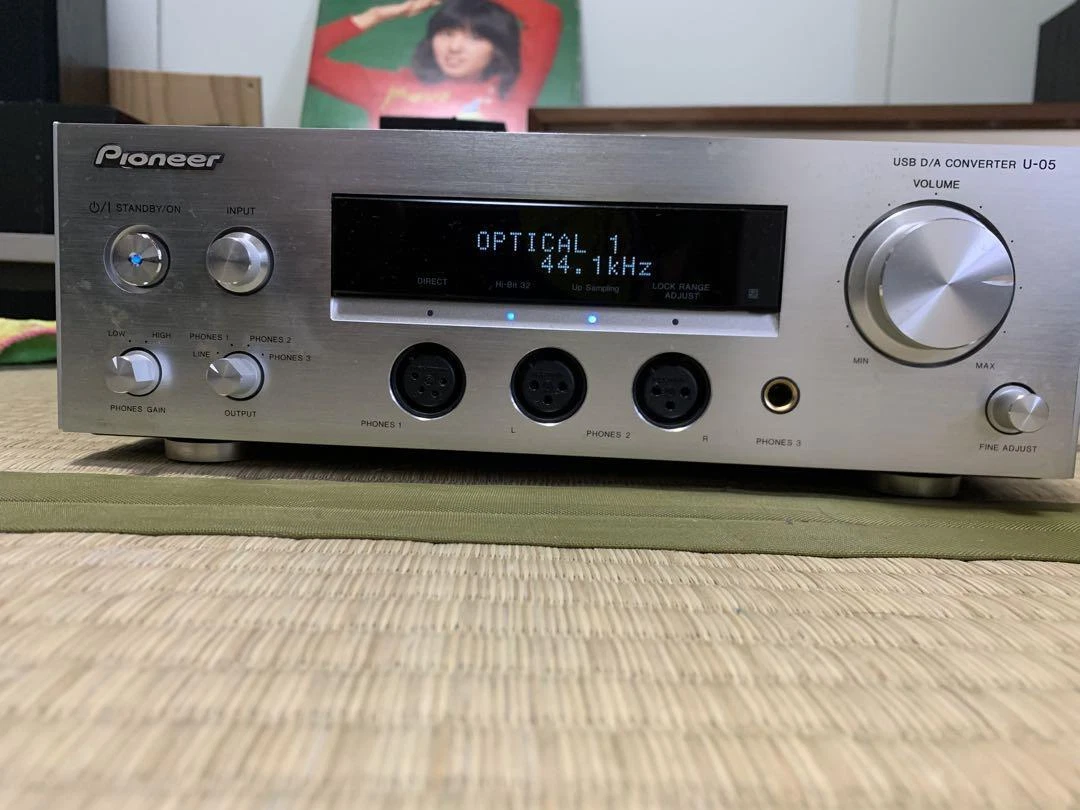 Pioneer
USB D/A CONVERTER U-05
VOLUME
⏻/I STANDBY/ON
INPUT
OPTICAL 1
44.1kHz
DIRECT
Hi-Bit 32
Up Sampling
LOCK RANGE
ADJUST
LOW
HIGH
PHONES GAIN
PHONES 1
PHONES 2
LINE
PHONES 3
OUTPUT
PHONES 1
L
PHONES 2
R
PHONES 3
MIN
MAX
FINE ADJUST